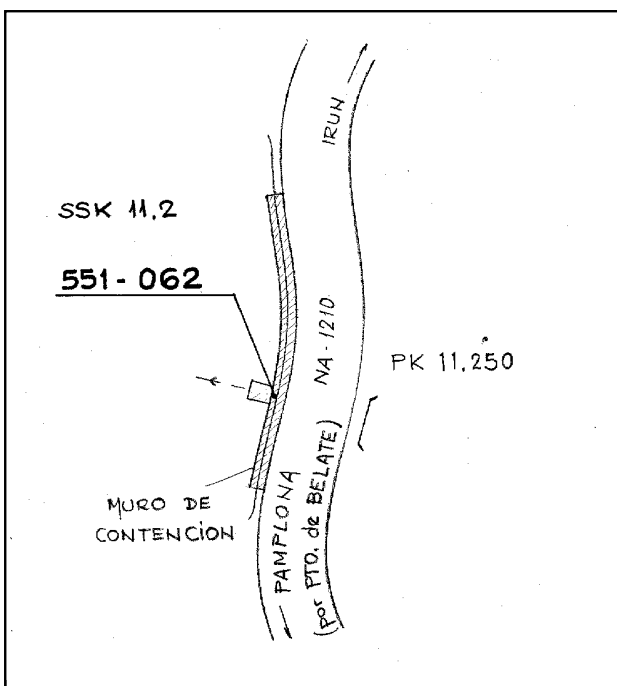 IRUN
SSK 11.2
551-062
NA-1210
PK 11.250
MURO DE
CONTENCION
PAMPLONA
(por PTO. de BELATE)